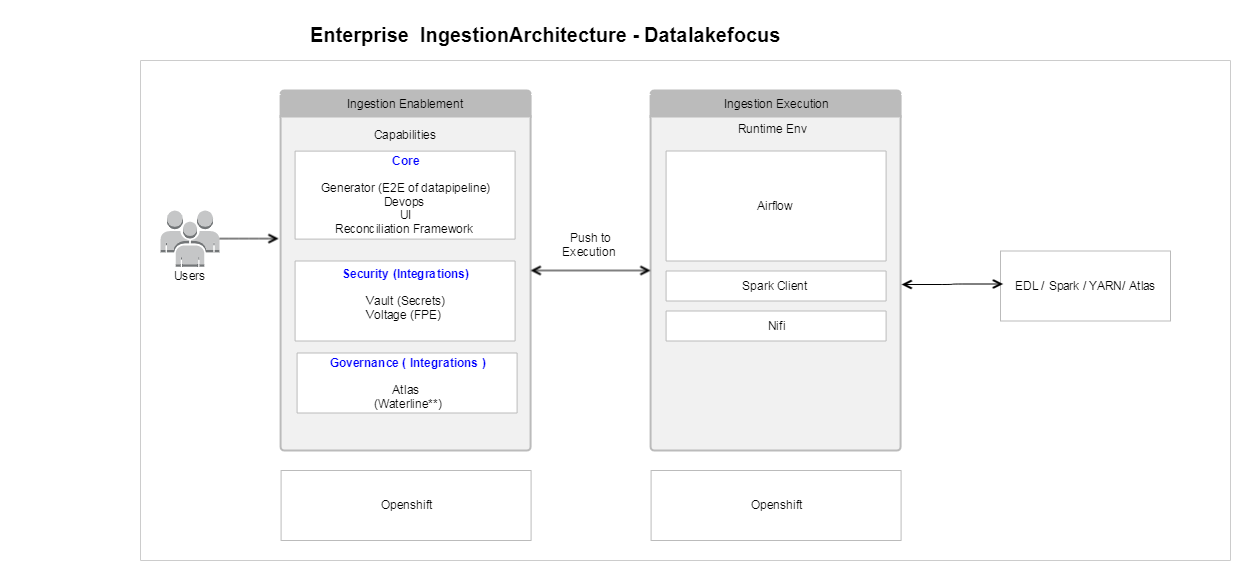 Enterprise IngestionArchitecture - Datalakefocus
Ingestion Enablement
Capabilities
Core
Generator (E2E of datapipeline)
Devops
UI
Reconciliation Framework
Security (Integrations)
Vault (Secrets)
Voltage (FPE)
Governance ( Integrations )
Atlas
(Waterline**)
Openshift
Users
Push to
Execution
Ingestion Execution
Runtime Env
Airflow
Spark Client
Nifi
Openshift
EDL / Spark / YARN/ Atlas